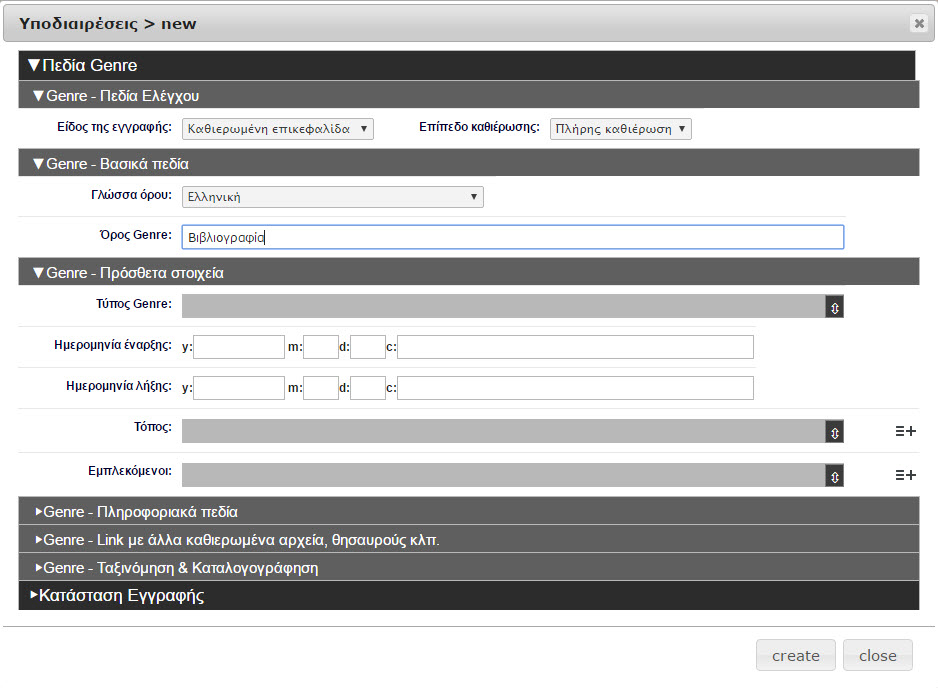 Υποδιαιρέσεις > new
▼Πεδία Genre
▼Genre - Πεδία Ελέγχου
Είδος της εγγραφής: Καθιερωμένη επικεφαλίδα Επίπεδο καθιέρωσης: Πλήρης καθιέρωση
▼Genre - Βασικά πεδία
Γλώσσα όρου: Ελληνική
Όρος Genre: Βιβλιογραφία
▼Genre - Πρόσθετα στοιχεία
Τύπος Genre:
Ημερομηνία έναρξης: y: m: d: c:
Ημερομηνία λήξης: y: m: d: c:
Τόπος:
Εμπλεκόμενοι:
▸Genre - Πληροφοριακά πεδία
▸Genre - Link με άλλα καθιερωμένα αρχεία, θησαυρούς κλπ.
▸Genre - Ταξινόμηση & Καταλογογράφηση
▸Κατάσταση Εγγραφής
create close